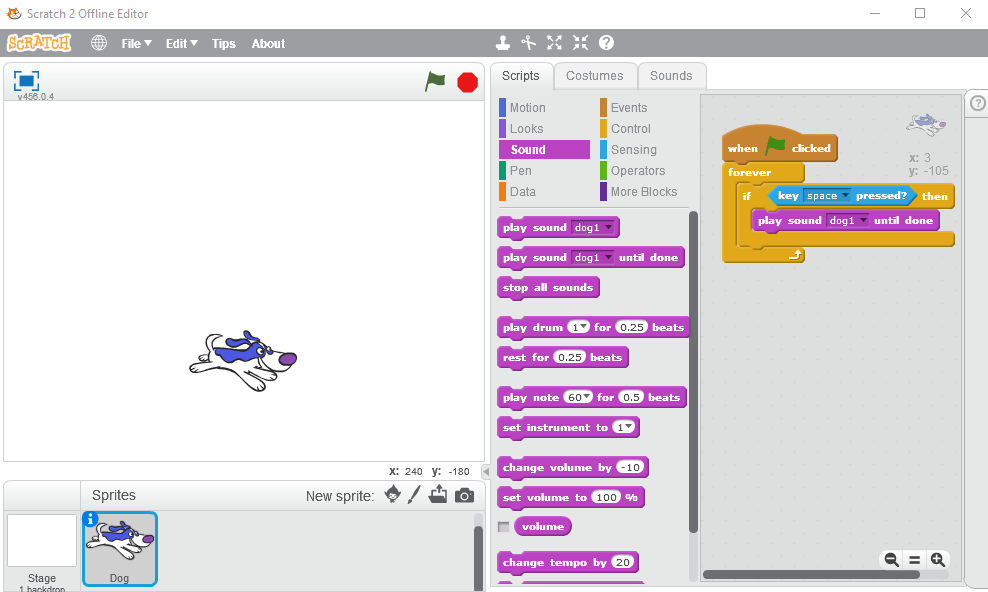 Scratch 2 Offline Editor
SCRATCH File Edit Tips About
v456.0.4
Scripts Costumes Sounds
Motion Events
Looks Control
Sound Sensing
Pen Operators
Data More Blocks
play sound dog1
play sound dog1 until done
stop all sounds
play drum 1 for 0.25 beats
rest for 0.25 beats
play note 60 for 0.5 beats
set instrument to 1
change volume by -10
set volume to 100 %
volume
change tempo by 20
when clicked
forever
if key space pressed? then
play sound dog1 until done
x: 3
y: -105
x: 240 y: -180
Sprites New sprite:
Stage
1 backdrop
Dog